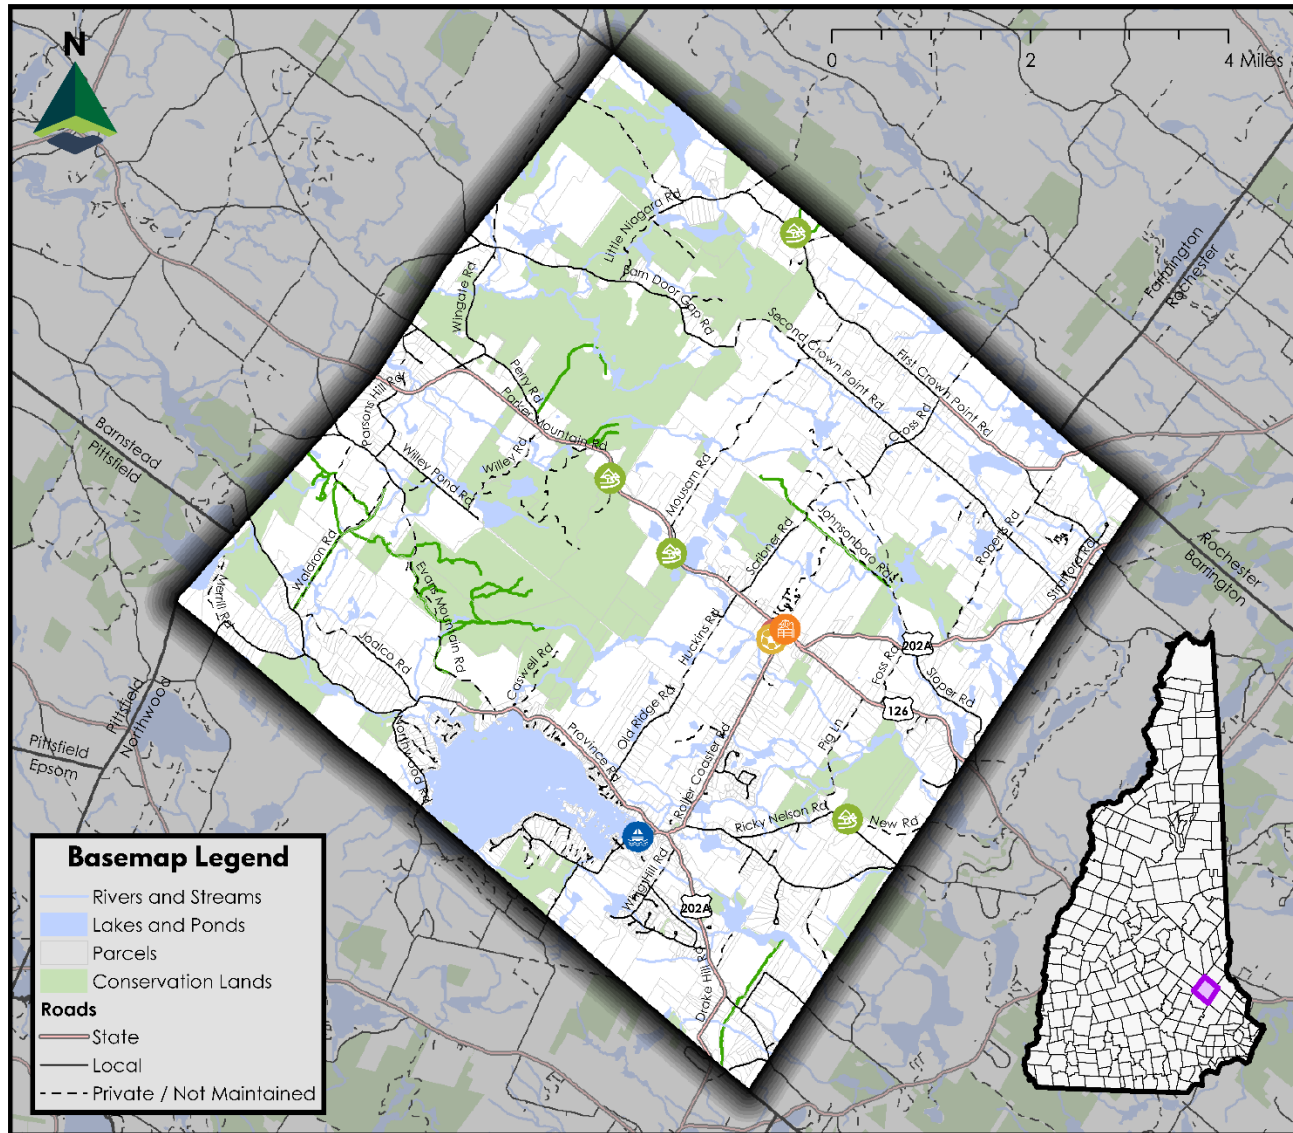 N
0 1 2 4 Miles
Farmington
Rochester
Little Niagara Rd
Barn Door Gap Rd
Wingate Rd
Second Crown Point Rd
First Crown Point Rd
Perry Rd
Parker Mountain Rd
Parsons Hill Rd
Cross Rd
Barnstead
Pittsfield
Willey Rd
Willey Pond Rd
Mousam Rd
Johnsonboro Rd
Scribner Rd
Roberts Rd
Strafford Rd
Rochester
Barrington
Waldron Rd
Evans Mountain Rd
Merrill Rd
Joalco Rd
Huckins Rd
Caswell Rd
202A
Foss Rd
Sloper Rd
126
Pittsfield
Northwood
Old Ridge Rd
Province Rd
Northwood Rd
Pig Ln
Roller Coaster Rd
Pittsfield
Epsom
Ricky Nelson Rd
New Rd
Wing Hill Rd
202A
Drake Hill Rd
Basemap Legend
Rivers and Streams
Lakes and Ponds
Parcels
Conservation Lands
Roads
State
Local
Private / Not Maintained